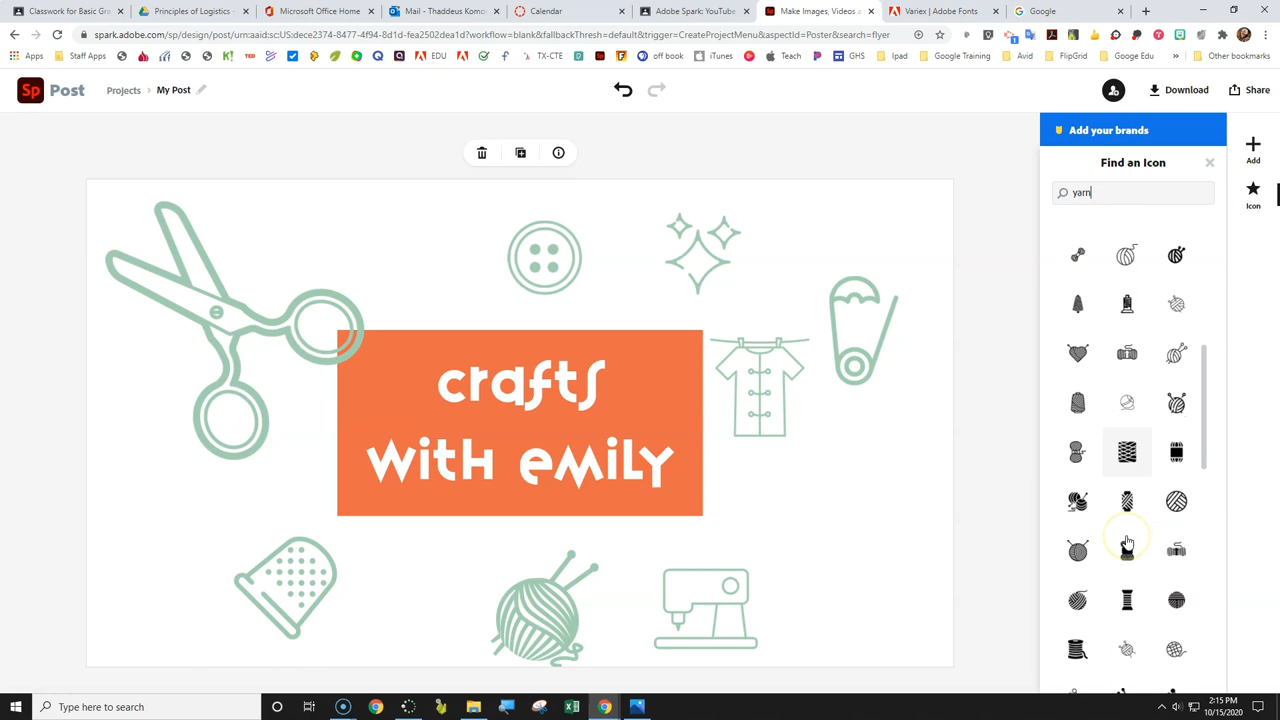 Classwork for Basic Gra
Principles of Logistics -
Microsoft Office Home
Mail - Thaddeus Komor
Calendar
Adobe Spark: YouTube
Make Images, Videos a
Variex | Adobe Fonts
Google
spark.adobe.com/sp/design/post/urn:aaid:sc:US:dece2374-8477-4f94-8d1d-fea2502dea1d?workflow=blank&fallbackThresh=default&trigger=CreateProjectMenu&aspectId=Poster&search=flyer
Apps
Staff Apps
TED
EDU
TX-CTE
off book
iTunes
Teach
GHS
Ipad
Google Training
Avid
FlipGrid
Googe Edu
»
Other bookmarks
Sp
Post
Projects
My Post
Download
Share
Add your brands
Find an Icon
yarn
Add
Icon
crafts
with emily
Type here to search
2:15 PM
10/15/2020